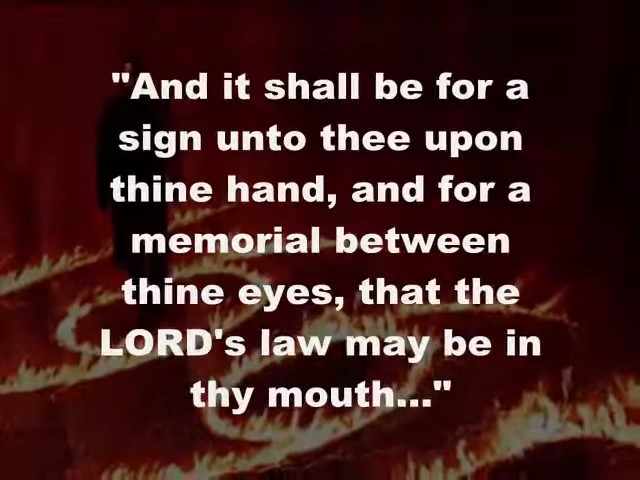 "And it shall be for a
sign unto thee upon
thine hand, and for a
memorial between
thine eyes, that the
LORD's law may be in
thy mouth..."